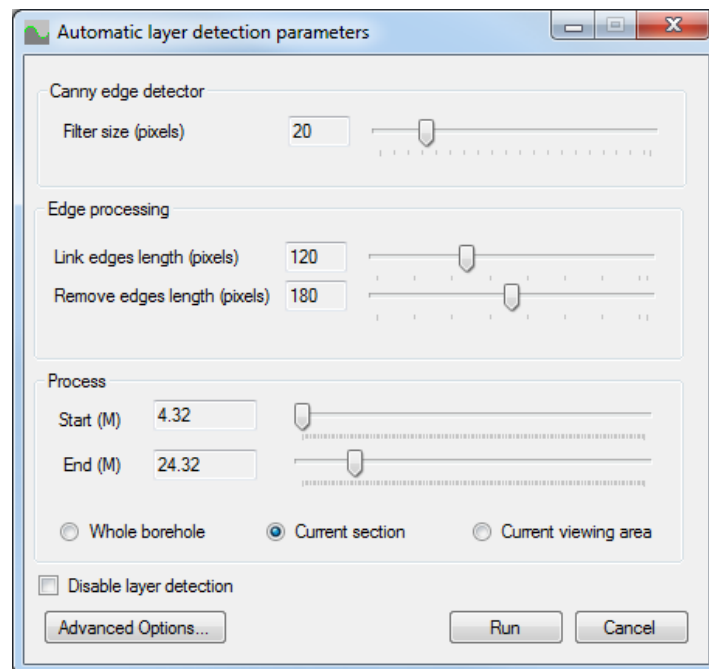 Automatic layer detection parameters
Canny edge detector
Filter size (pixels) 20
Edge processing
Link edges length (pixels) 120
Remove edges length (pixels) 180
Process
Start (M) 4.32
End (M) 24.32
Whole borehole Current section Current viewing area
Disable layer detection
Advanced Options... Run Cancel